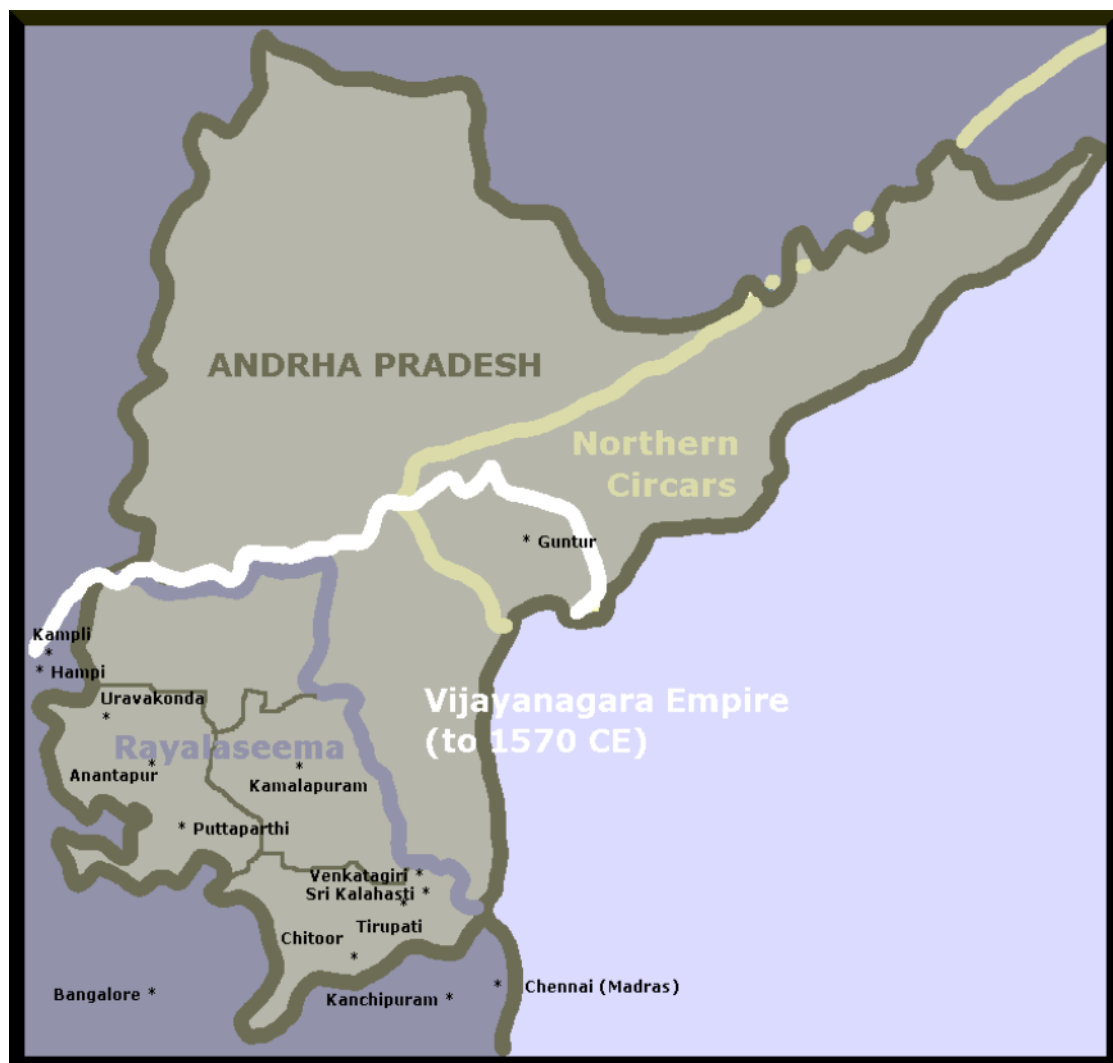 ANDRHA PRADESH
Northern
Circars
* Guntur
Kampli
*
* Hampi
Vijayanagara Empire
(to 1570 CE)
Uravakonda
*
Rayalaseema
Anantapur *
*
Kamalapuram
* Puttaparthi
Venkatagiri *
Sri Kalahasti *
*
Tirupati
Chitoor
*
Bangalore *
Kanchipuram *
* Chennai (Madras)